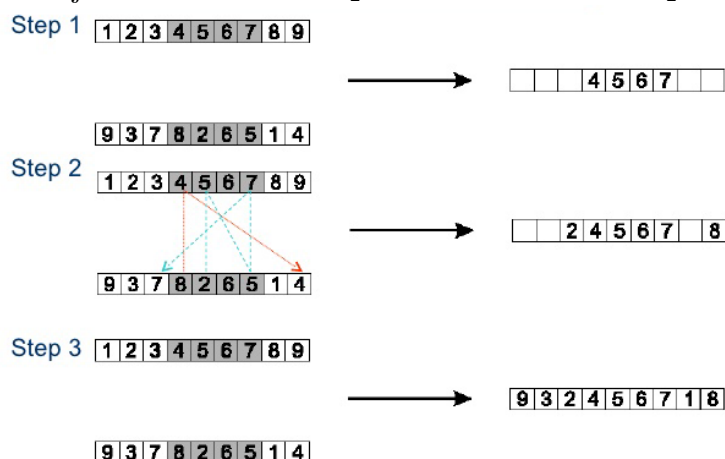 Step 1
1 2 3 4 5 6 7 8 9
4 5 6 7
9 3 7 8 2 6 5 1 4
Step 2
1 2 3 4 5 6 7 8 9
2 4 5 6 7 8
9 3 7 8 2 6 5 1 4
Step 3
1 2 3 4 5 6 7 8 9
9 3 2 4 5 6 7 1 8
9 3 7 8 2 6 5 1 4